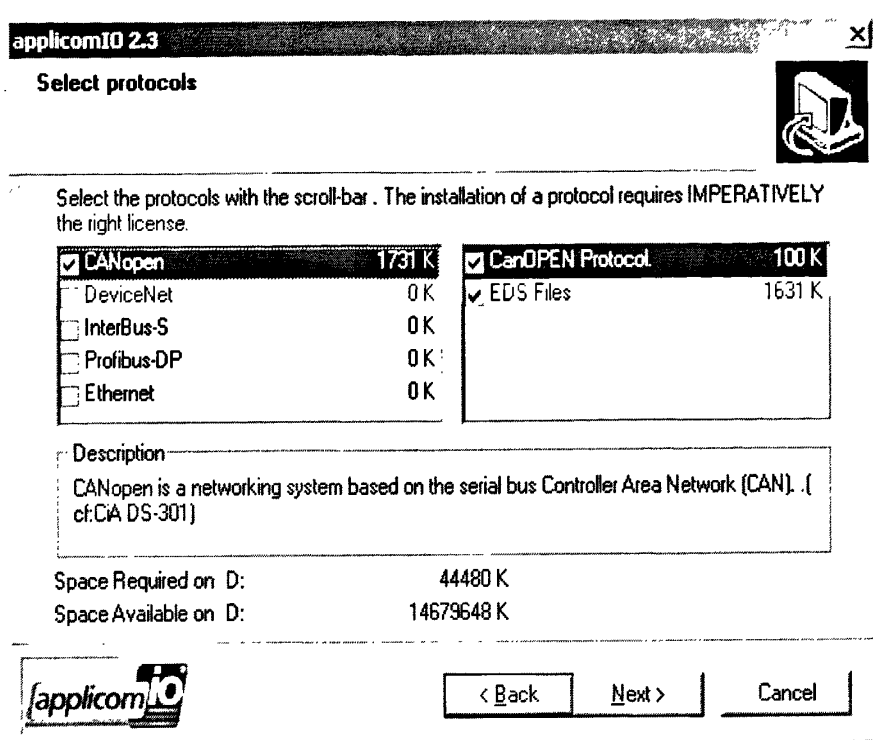 applicomIO 2.3
Select protocols
Select the protocols with the scroll-bar . The installation of a protocol requires IMPERATIVELY
the right license.
CANopen 1731 K
DeviceNet 0 K
InterBus-S 0 K
Profibus-DP 0 K
Ethernet 0 K
CanOPEN Protocol 100 K
EDS Files 1631 K
Description
CANopen is a networking system based on the serial bus Controller Area Network (CAN). .(
cf:CiA DS-301)
Space Required on D: 44480 K
Space Available on D: 14679648 K
applicom IO
< Back Next > Cancel